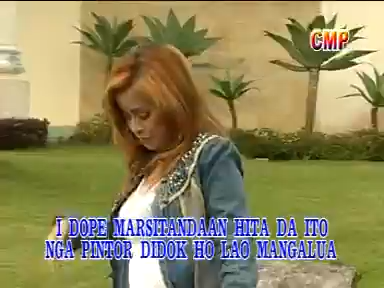 CMP
I DOPE MARSITANDAAN HITA DA ITO
NGA PINTOR DIDOK HO LAO MANGALUA